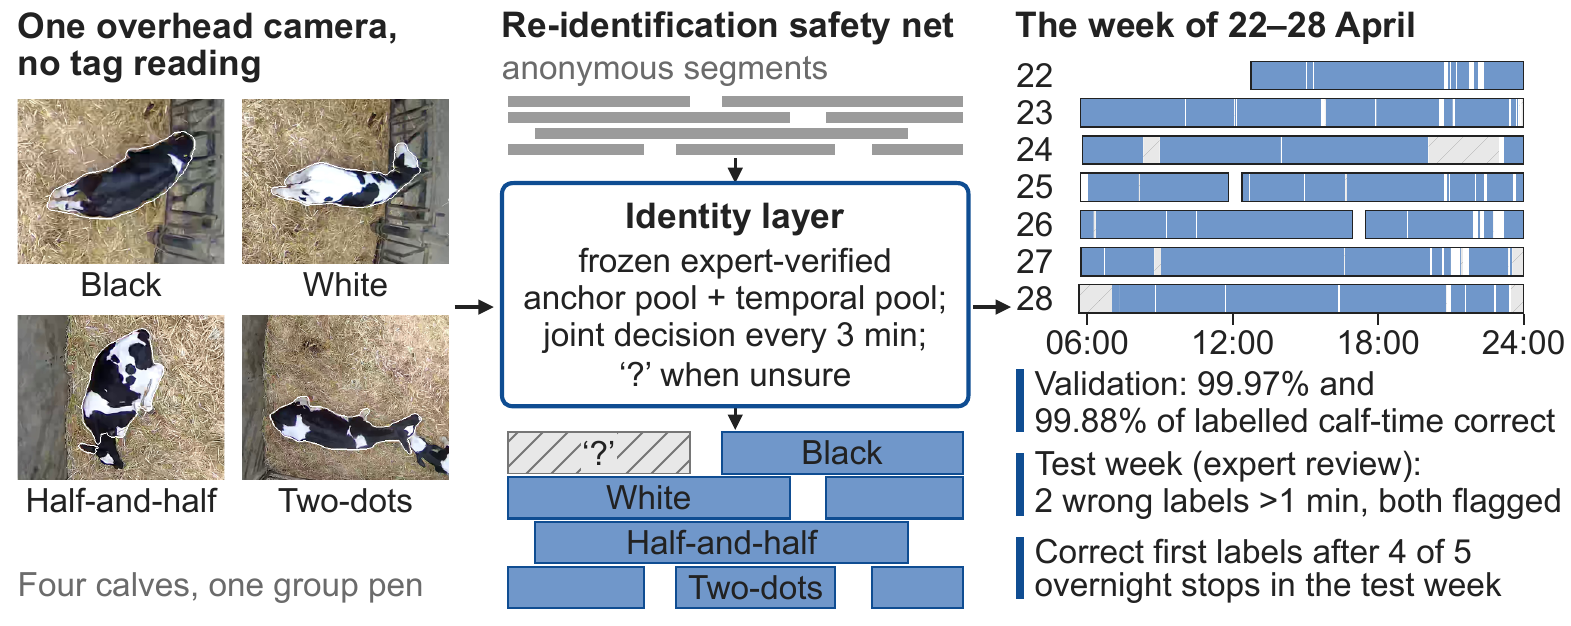 One overhead camera,
no tag reading
Black
White
Half-and-half
Two-dots
Four calves, one group pen
Re-identification safety net
anonymous segments
Identity layer
frozen expert-verified
anchor pool + temporal pool;
joint decision every 3 min;
‘?’ when unsure
‘?’
Black
White
Half-and-half
Two-dots
The week of 22–28 April
22
23
24
25
26
27
28
06:00 12:00 18:00 24:00
Validation: 99.97% and
99.88% of labelled calf-time correct
Test week (expert review):
2 wrong labels >1 min, both flagged
Correct first labels after 4 of 5
overnight stops in the test week